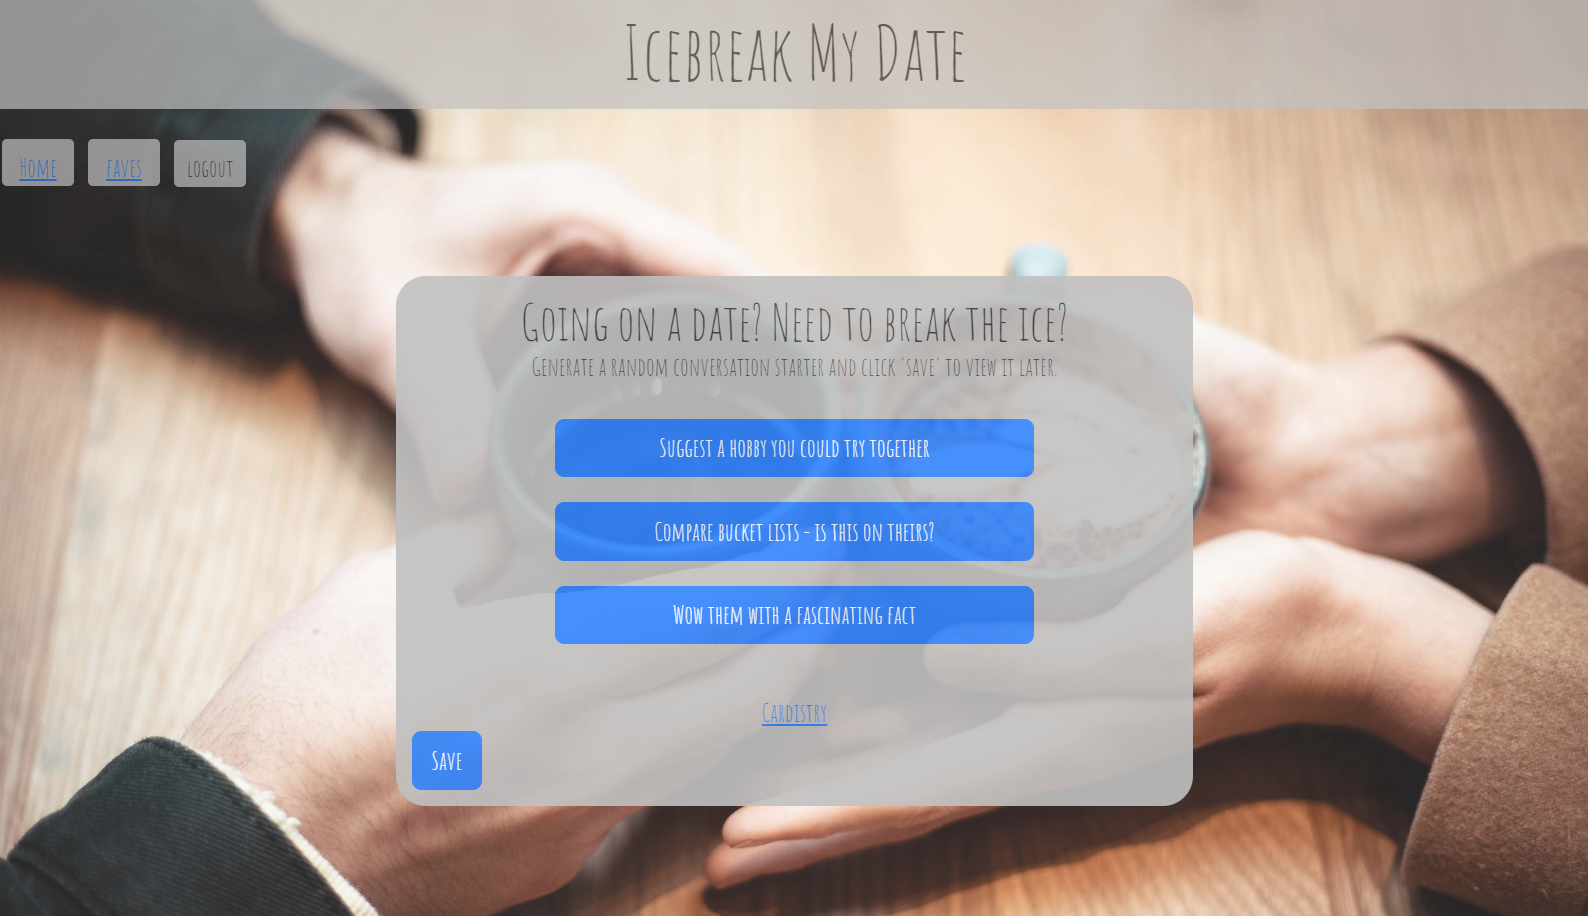 Icebreak My Date
Home faves logout
Going on a date? Need to break the ice?
Generate a random conversation starter and click 'save' to view it later.
Suggest a hobby you could try together
Compare bucket lists - is this on theirs?
Wow them with a fascinating fact
Cardistry
Save